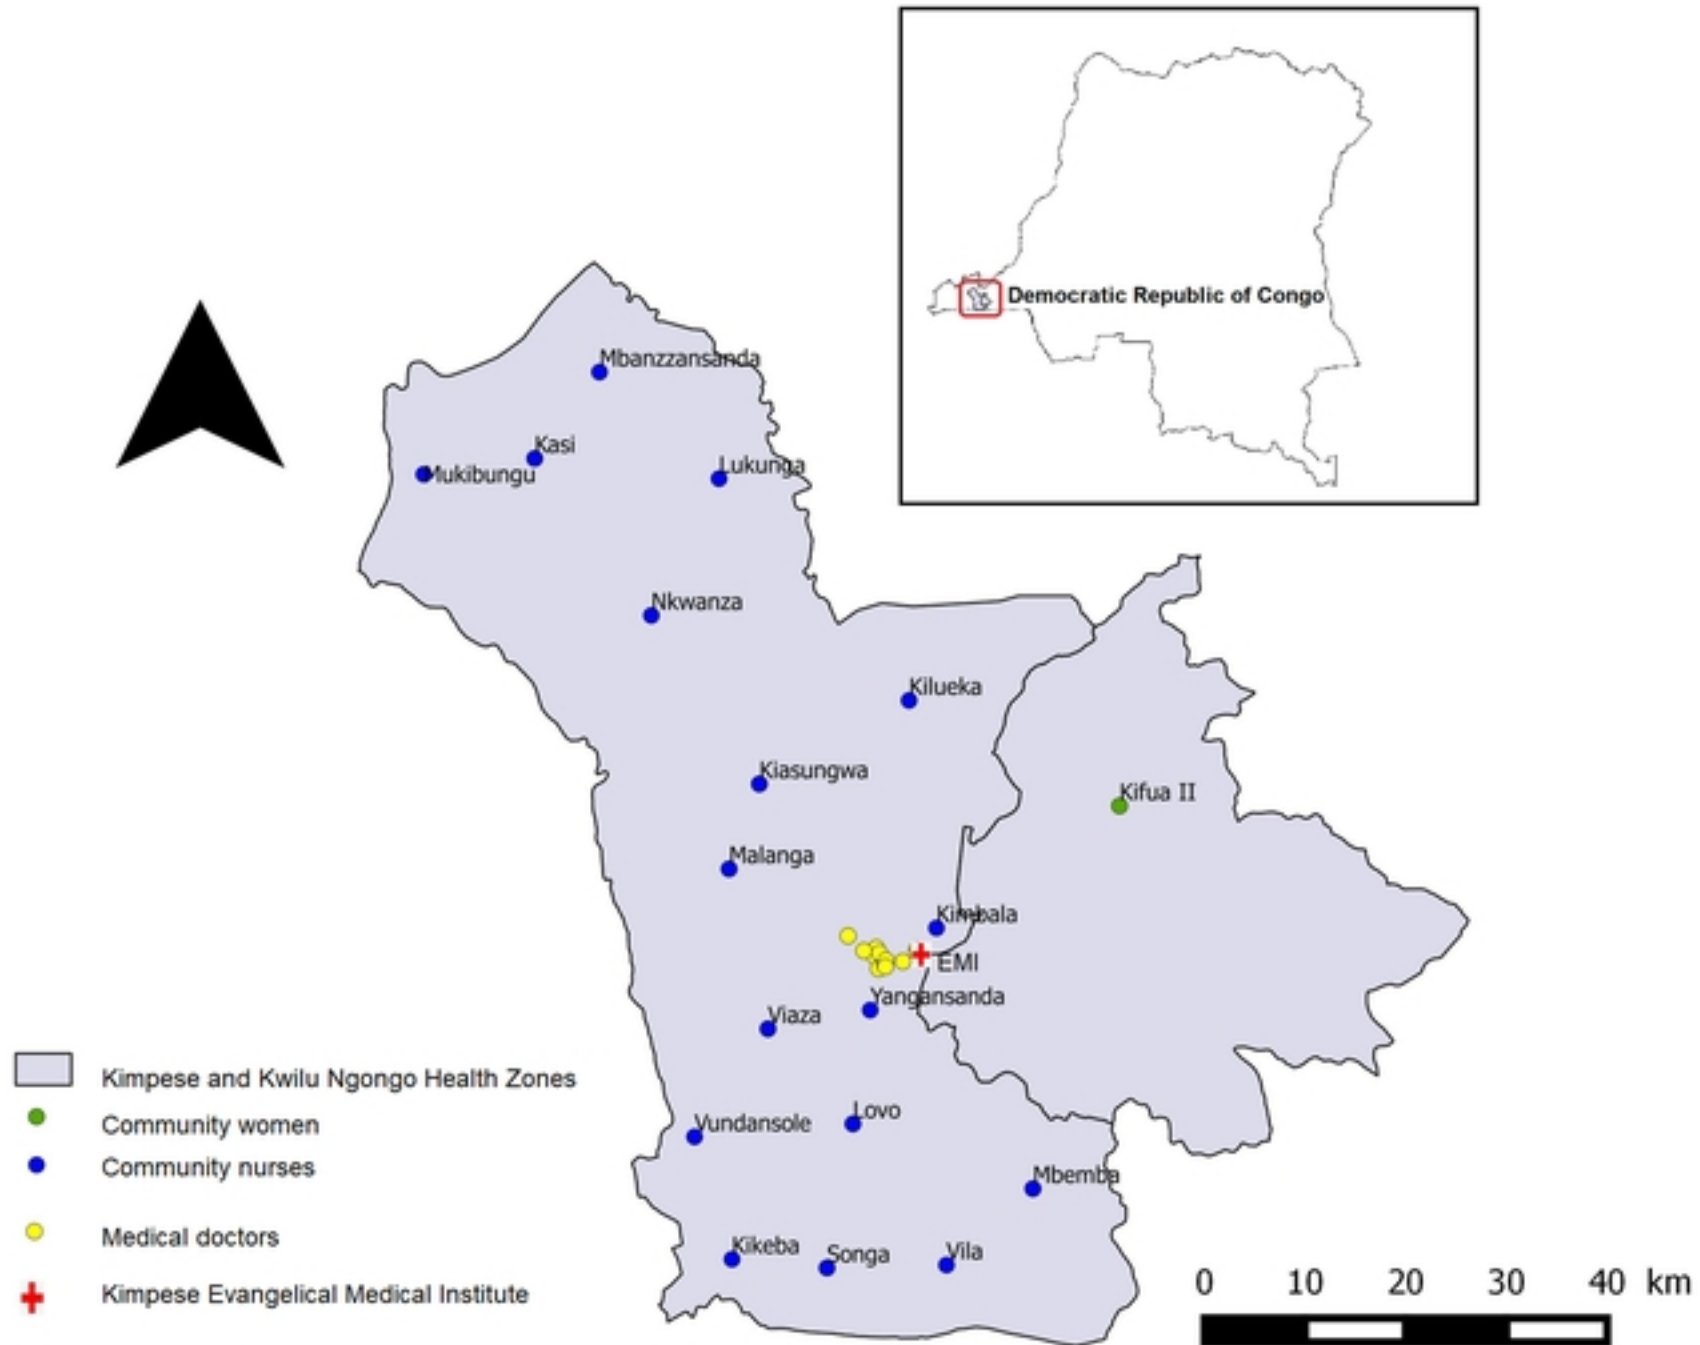 Democratic Republic of Congo
Mbanzzansanda
Kasi
Mukibungu
Lukunga
Nkwanza
Kilueka
Kiasungwa
Kifua II
Malanga
Kimbala
EMI
Yangansanda
Viaza
Lovo
Vundansole
Mbemba
Kikeba
Songa
Vila
Kimpese and Kwilu Ngongo Health Zones
Community women
Community nurses
Medical doctors
Kimpese Evangelical Medical Institute
0 10 20 30 40 km